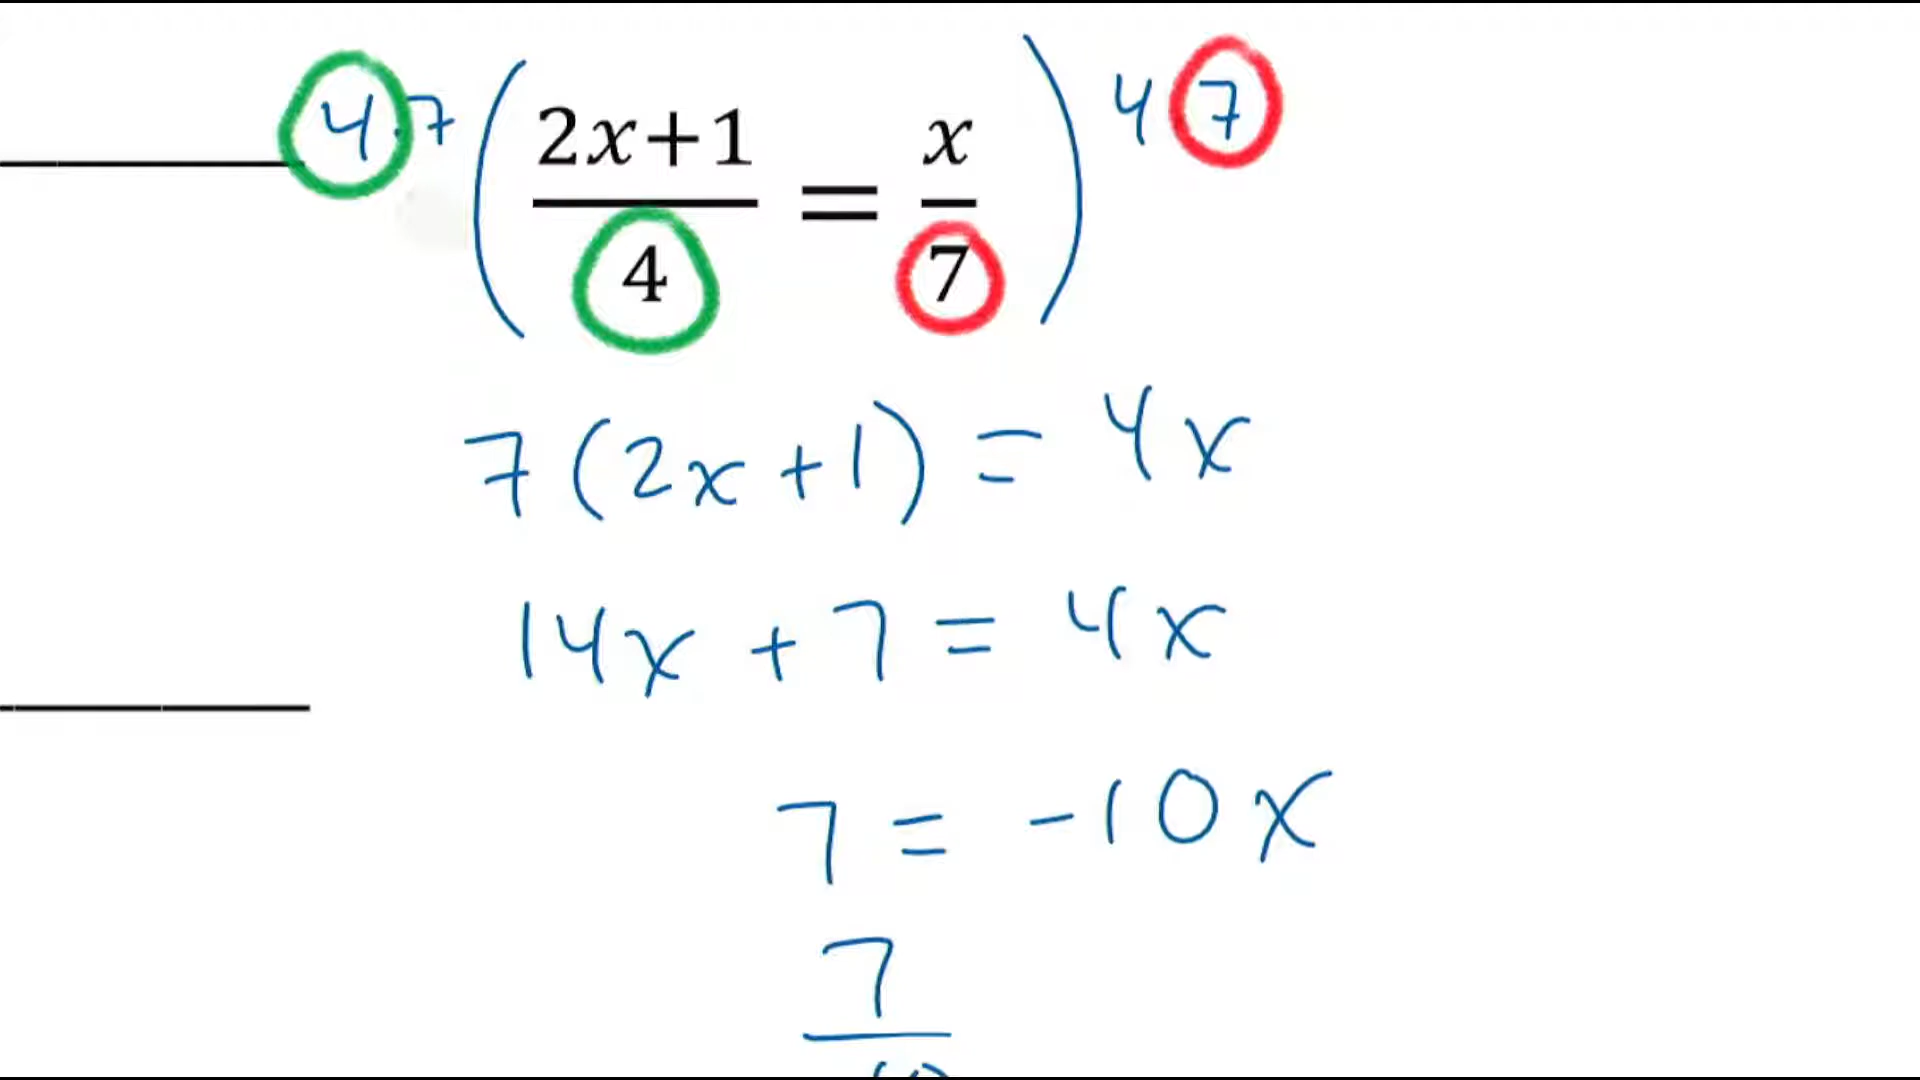 4·7 ( (2x+1)/4 = x/7 ) 4 7
7(2x+1) = 4x
14x + 7 = 4x
7 = -10x
7